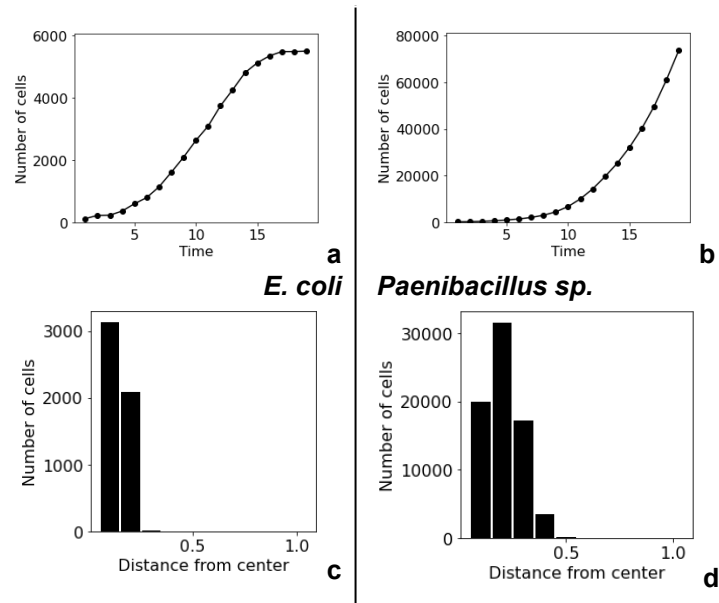 6000
4000
2000
0
Number of cells
5
10
15
Time
a
80000
60000
40000
20000
0
Number of cells
5
10
15
Time
b
E. coli
Paenibacillus sp.
3000
2000
1000
0
Number of cells
0.5
1.0
Distance from center
c
30000
20000
10000
0
Number of cells
0.5
1.0
Distance from center
d